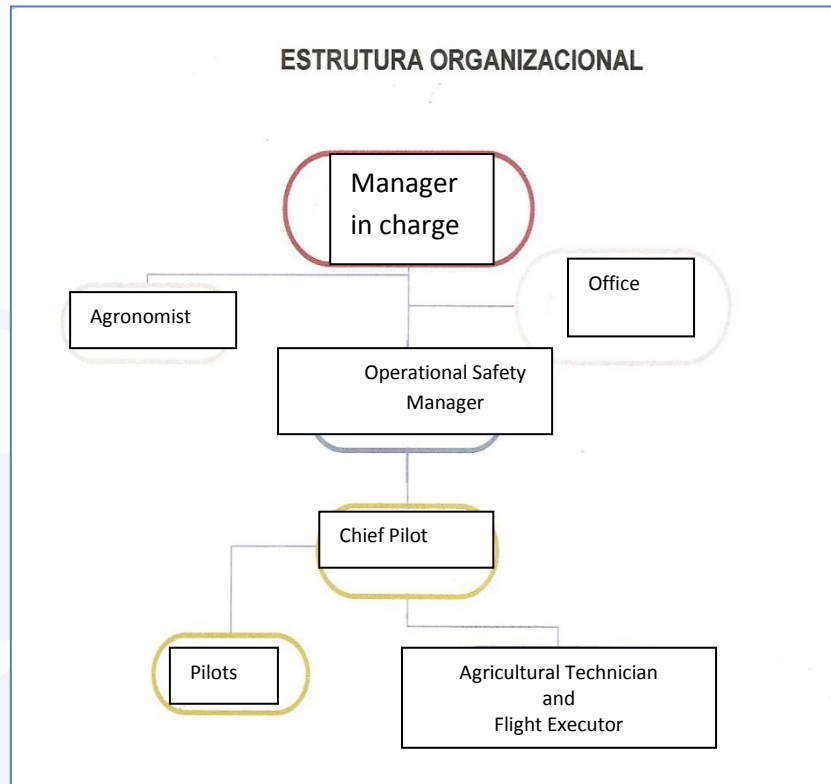 ESTRUTURA ORGANIZACIONAL
Manager
in charge
Office
Agronomist
Operational Safety
Manager
Chief Pilot
Pilots
Agricultural Technician
and
Flight Executor